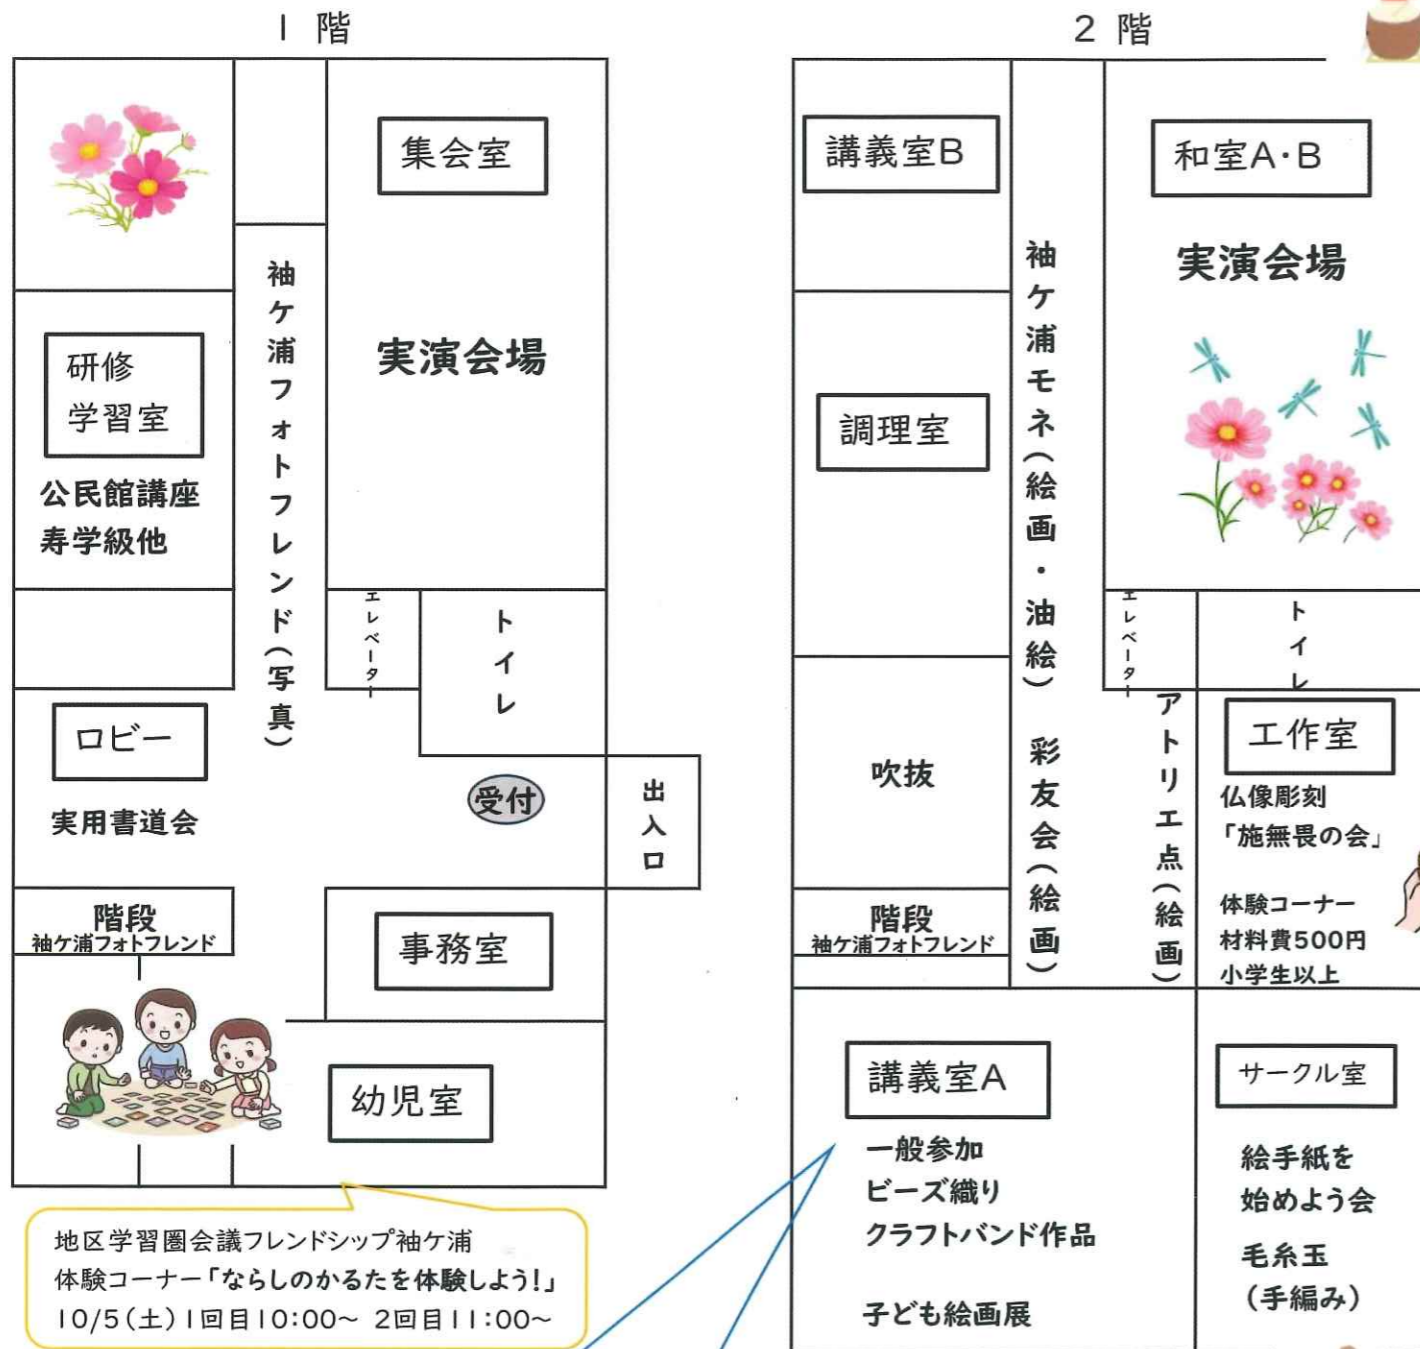 1 階
集会室
実演会場
研修
学習室
公民館講座
寿学級他
袖ケ浦フォトフレンド(写真)
エレベーター
トイレ
ロビー
実用書道会
受付
出入口
階段
袖ケ浦フォトフレンド
事務室
幼児室
地区学習圏会議フレンドシップ袖ケ浦
体験コーナー「ならしのかるたを体験しよう!」
10/5(土)1回目10:00~ 2回目11:00~
2 階
講義室B
和室A・B
実演会場
調理室
袖ケ浦モネ(絵画・油絵) 彩友会(絵画)
エレベーター
トイレ
アトリエ点(絵画)
工作室
仏像彫刻
「施無畏の会」
体験コーナー
材料費500円
小学生以上
吹抜
階段
袖ケ浦フォトフレンド
講義室A
一般参加
ビーズ織り
クラフトバンド作品
子ども絵画展
サークル室
絵手紙を
始めよう会
毛糸玉
(手編み)